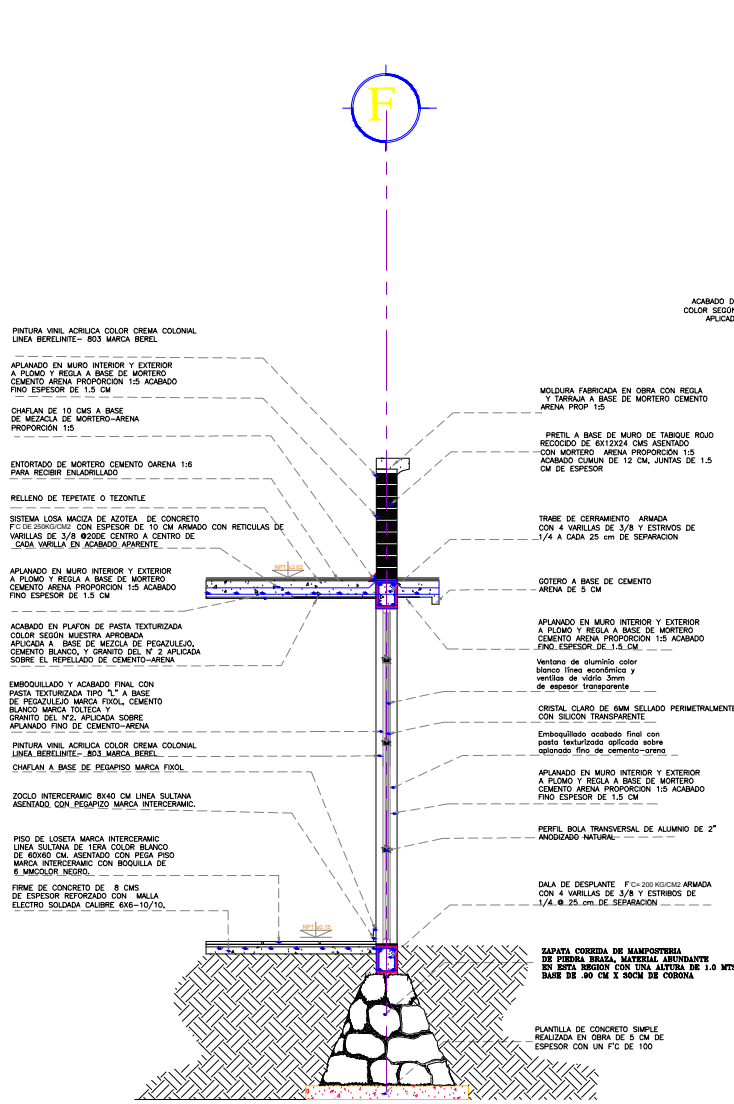 F
ACABADO D
COLOR SEGÚN
APLICAD
PINTURA VINIL ACRILICA COLOR CREMA COLONIAL
LINEA BERELINITE- 803 MARCA BEREL
APLANADO EN MURO INTERIOR Y EXTERIOR
A PLOMO Y REGLA A BASE DE MORTERO
CEMENTO ARENA PROPORCION 1:5 ACABADO
FINO ESPESOR DE 1.5 CM
CHAFLAN DE 10 CMS A BASE
DE MEZACLA DE MORTERO-ARENA
PROPORCIÓN 1:5
ENTORTADO DE MORTERO CEMENTO OARENA 1:6
PARA RECIBIR ENLADRILLADO
RELLENO DE TEPETATE O TEZONTLE
SISTEMA LOSA MACIZA DE AZOTEA DE CONCRETO
F'C DE 250KG/CM2 CON ESPESOR DE 10 CM ARMADO CON RETICULAS DE
VARILLAS DE 3/8 @20DE CENTRO A CENTRO DE
CADA VARILLA EN ACABADO APARENTE
APLANADO EN MURO INTERIOR Y EXTERIOR
A PLOMO Y REGLA A BASE DE MORTERO
CEMENTO ARENA PROPORCION 1:5 ACABADO
FINO ESPESOR DE 1.5 CM
ACABADO EN PLAFON DE PASTA TEXTURIZADA
COLOR SEGÚN MUESTRA APROBADA
APLICADA A BASE DE MEZCLA DE PEGAZULEJO,
CEMENTO BLANCO, Y GRANITO DEL N° 2 APLICADA
SOBRE EL REPELLADO DE CEMENTO-ARENA
EMBOQUILLADO Y ACABADO FINAL CON
PASTA TEXTURIZADA TIPO "L" A BASE
DE PEGAZULEJO MARCA FIXOL, CEMENTO
BLANCO MARCA TOLTECA Y
GRANITO DEL N°2. APLICADA SOBRE
APLANADO FINO DE CEMENTO-ARENA
PINTURA VINIL ACRILICA COLOR CREMA COLONIAL
LINEA BERELINITE- 803 MARCA BEREL
CHAFLAN A BASE DE PEGAPISO MARCA FIXOL
ZOCLO INTERCERAMIC 8X40 CM LINEA SULTANA
ASENTADO CON PEGAPIZO MARCA INTERCERAMIC.
PISO DE LOSETA MARCA INTERCERAMIC
LINEA SULTANA DE 1ERA COLOR BLANCO
DE 60X60 CM. ASENTADO CON PEGA PISO
MARCA INTERCERAMIC CON BOQUILLA DE
6 MMCOLOR NEGRO.
FIRME DE CONCRETO DE 8 CMS
DE ESPESOR REFORZADO CON MALLA
ELECTRO SOLDADA CALIBRE 6X6-10/10.
MOLDURA FABRICADA EN OBRA CON REGLA
Y TARRAJA A BASE DE MORTERO CEMENTO
ARENA PROP 1:5
PRETIL A BASE DE MURO DE TABIQUE ROJO
RECOCIDO DE 6X12X24 CMS ASENTADO
CON MORTERO ARENA PROPORCIÓN 1:5
ACABADO CUMUN DE 12 CM, JUNTAS DE 1.5
CM DE ESPESOR
TRABE DE CERRAMIENTO ARMADA
CON 4 VARILLAS DE 3/8 Y ESTRIVOS DE
1/4 A CADA 25 cm DE SEPARACION
GOTERO A BASE DE CEMENTO
ARENA DE 5 CM
APLANADO EN MURO INTERIOR Y EXTERIOR
A PLOMO Y REGLA A BASE DE MORTERO
CEMENTO ARENA PROPORCION 1:5 ACABADO
FINO ESPESOR DE 1.5 CM
Ventana de aluminio color
blanco línea económica y
ventilas de vidrio 3mm
de espesor transparente
CRISTAL CLARO DE 6MM SELLADO PERIMETRALMENTE
CON SILICON TRANSPARENTE
Embaquillado acabado final con
pasta texturizada aplicada sobre
aplanado fino de cemento-arena
APLANADO EN MURO INTERIOR Y EXTERIOR
A PLOMO Y REGLA A BASE DE MORTERO
CEMENTO ARENA PROPORCION 1:5 ACABADO
FINO ESPESOR DE 1.5 CM
PERFIL BOLA TRANSVERSAL DE ALUMNIO DE 2"
ANODIZADO NATURAL
DALA DE DESPLANTE F'C= 200 KG/CM2 ARMADA
CON 4 VARILLAS DE 3/8 Y ESTRIBOS DE
1/4 @ 25 cm DE SEPARACION
ZAPATA CORRIDA DE MAMPOSTERIA
DE PIEDRA BRAZA, MATERIAL ABUNDANTE
EN ESTA REGION CON UNA ALTURA DE 1.0 MTS
BASE DE .90 CM X 30CM DE CORONA
PLANTILLA DE CONCRETO SIMPLE
REALIZADA EN OBRA DE 5 CM DE
ESPESOR CON UN F'C DE 100